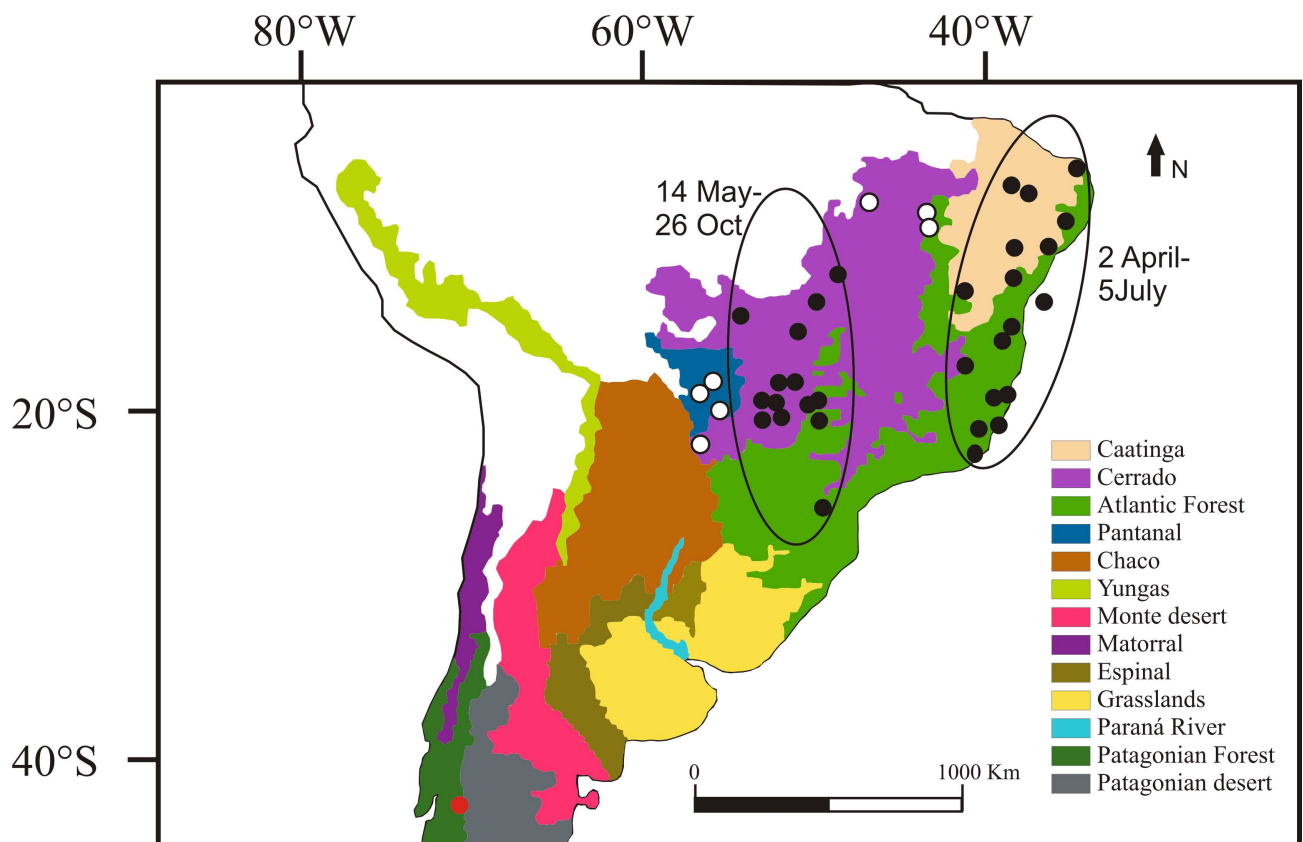 80°W 60°W 40°W
N
14 May-
26 Oct
2 April-
5July
20°S
Caatinga
Cerrado
Atlantic Forest
Pantanal
Chaco
Yungas
Monte desert
Matorral
Espinal
Grasslands
Paraná River
Patagonian Forest
Patagonian desert
40°S
0 1000 Km